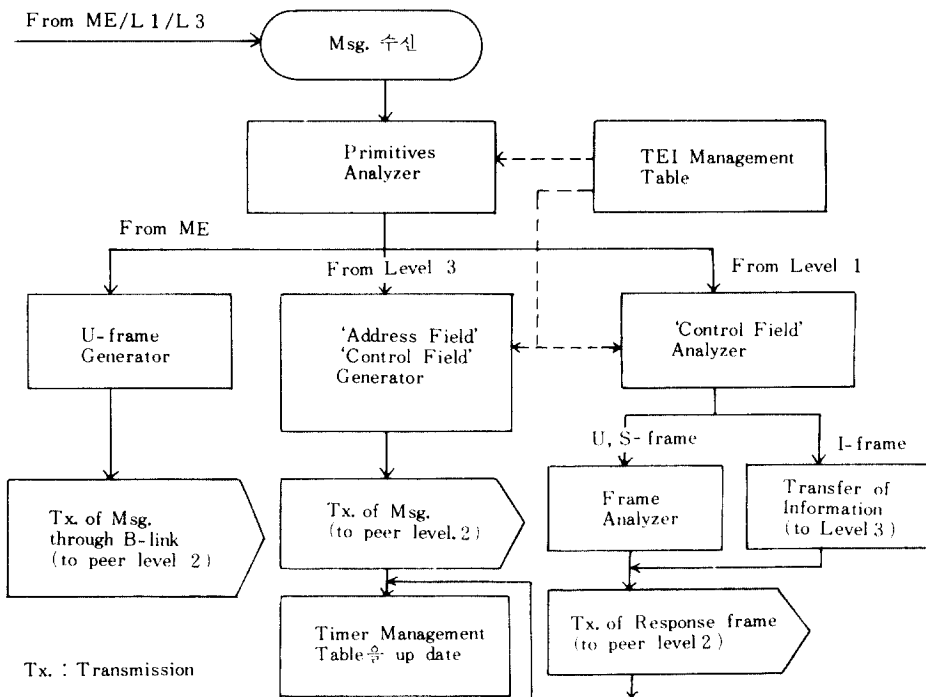 From ME/L1/L3
Msg. 수신
Primitives
Analyzer
TEI Management
Table
From ME
From Level 3
From Level 1
U-frame
Generator
'Address Field'
'Control Field'
Generator
'Control Field'
Analyzer
U, S-frame
I-frame
Tx. of Msg.
through B-link
(to peer level 2)
Tx. of Msg.
(to peer level.2)
Frame
Analyzer
Transfer of
Information
(to Level 3)
Timer Management
Table을 up date
Tx. of Response frame
(to peer level 2)
Tx. : Transmission